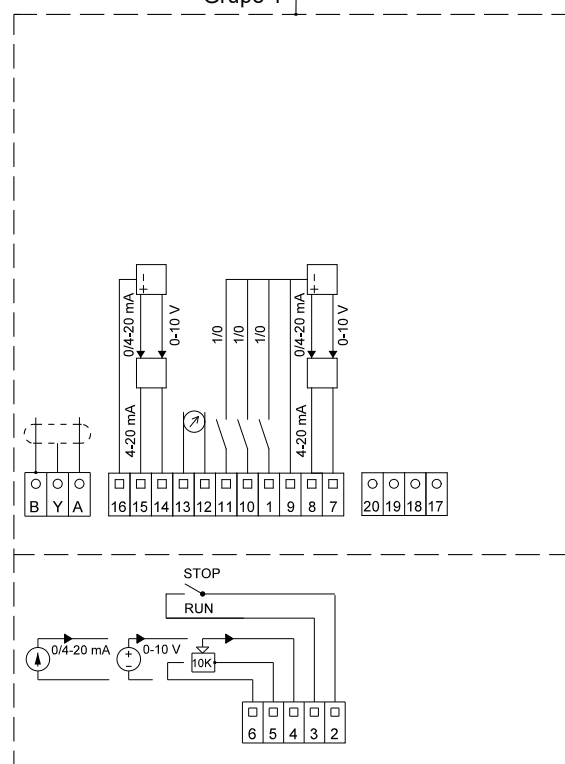 Grupo 1
- +
- +
0/4-20 mA
0-10 V
1/0
1/0
1/0
0/4-20 mA
0-10 V
4-20 mA
4-20 mA
B Y A
16 15 14 13 12 11 10 1 9 8 7
20 19 18 17
STOP
RUN
0/4-20 mA
+ -
0-10 V
10K
6 5 4 3 2